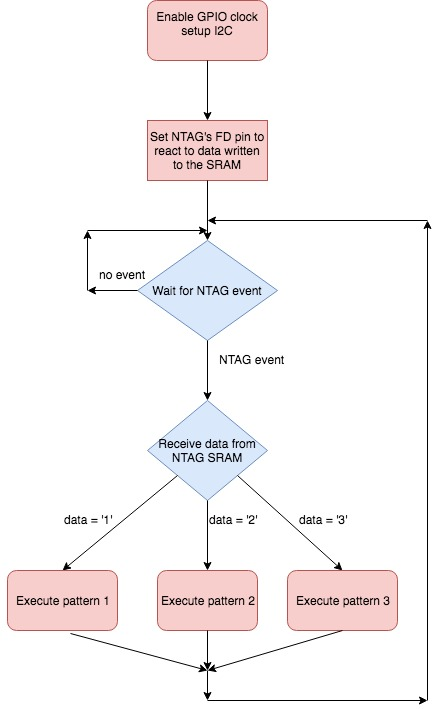 Enable GPIO clock
setup I2C
Set NTAG's FD pin to
react to data written
to the SRAM
no event
Wait for NTAG event
NTAG event
Receive data from
NTAG SRAM
data = '1'
data = '2'
data = '3'
Execute pattern 1
Execute pattern 2
Execute pattern 3